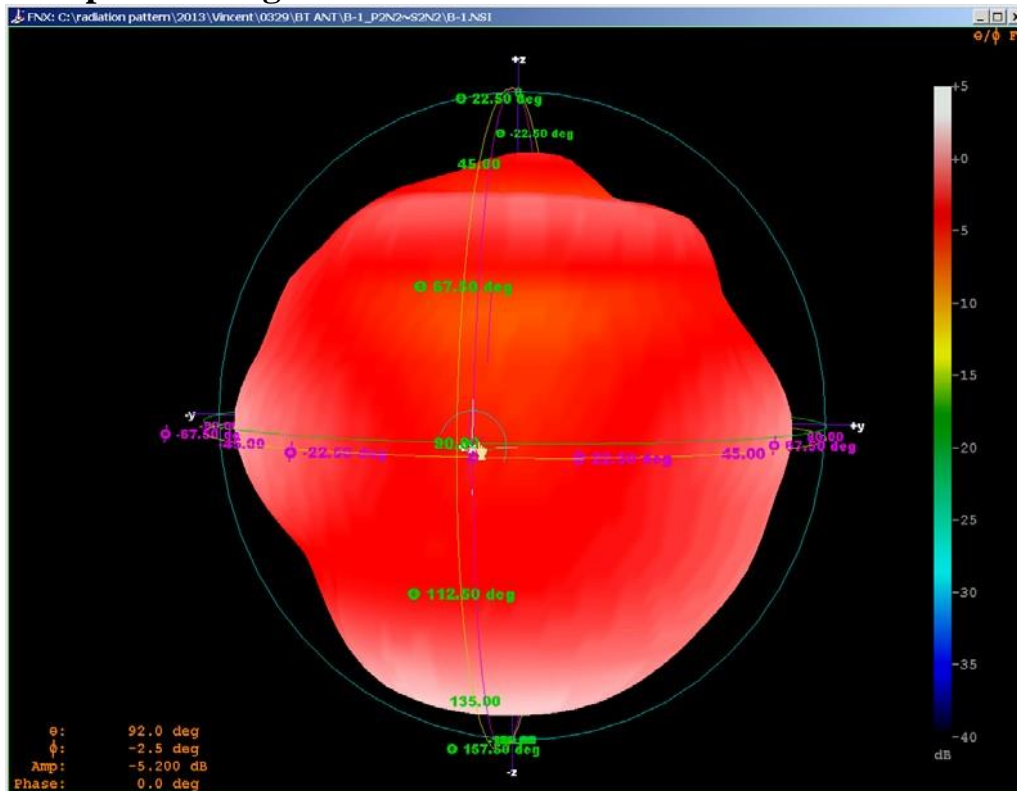 FNX: C:\radiation pattern\2013\Vincent\0329\BT ANT\B-1_P2N2~S2N2\B-1.NSI
θ/ϕ F
+z
θ 22.50 deg
θ -22.50 deg
45.00
θ 67.50 deg
-y
+y
90.00
ϕ -67.50 de
-45.00
ϕ -22.50 deg
90.00
ϕ 22.50 deg
45.00
ϕ 67.50 deg
θ 112.50 deg
135.00
θ 157.50 deg
-z
+5
+0
-5
-10
-15
-20
-25
-30
-35
-40
dB
θ: 92.0 deg
ϕ: -2.5 deg
Amp: -5.200 dB
Phase: 0.0 deg